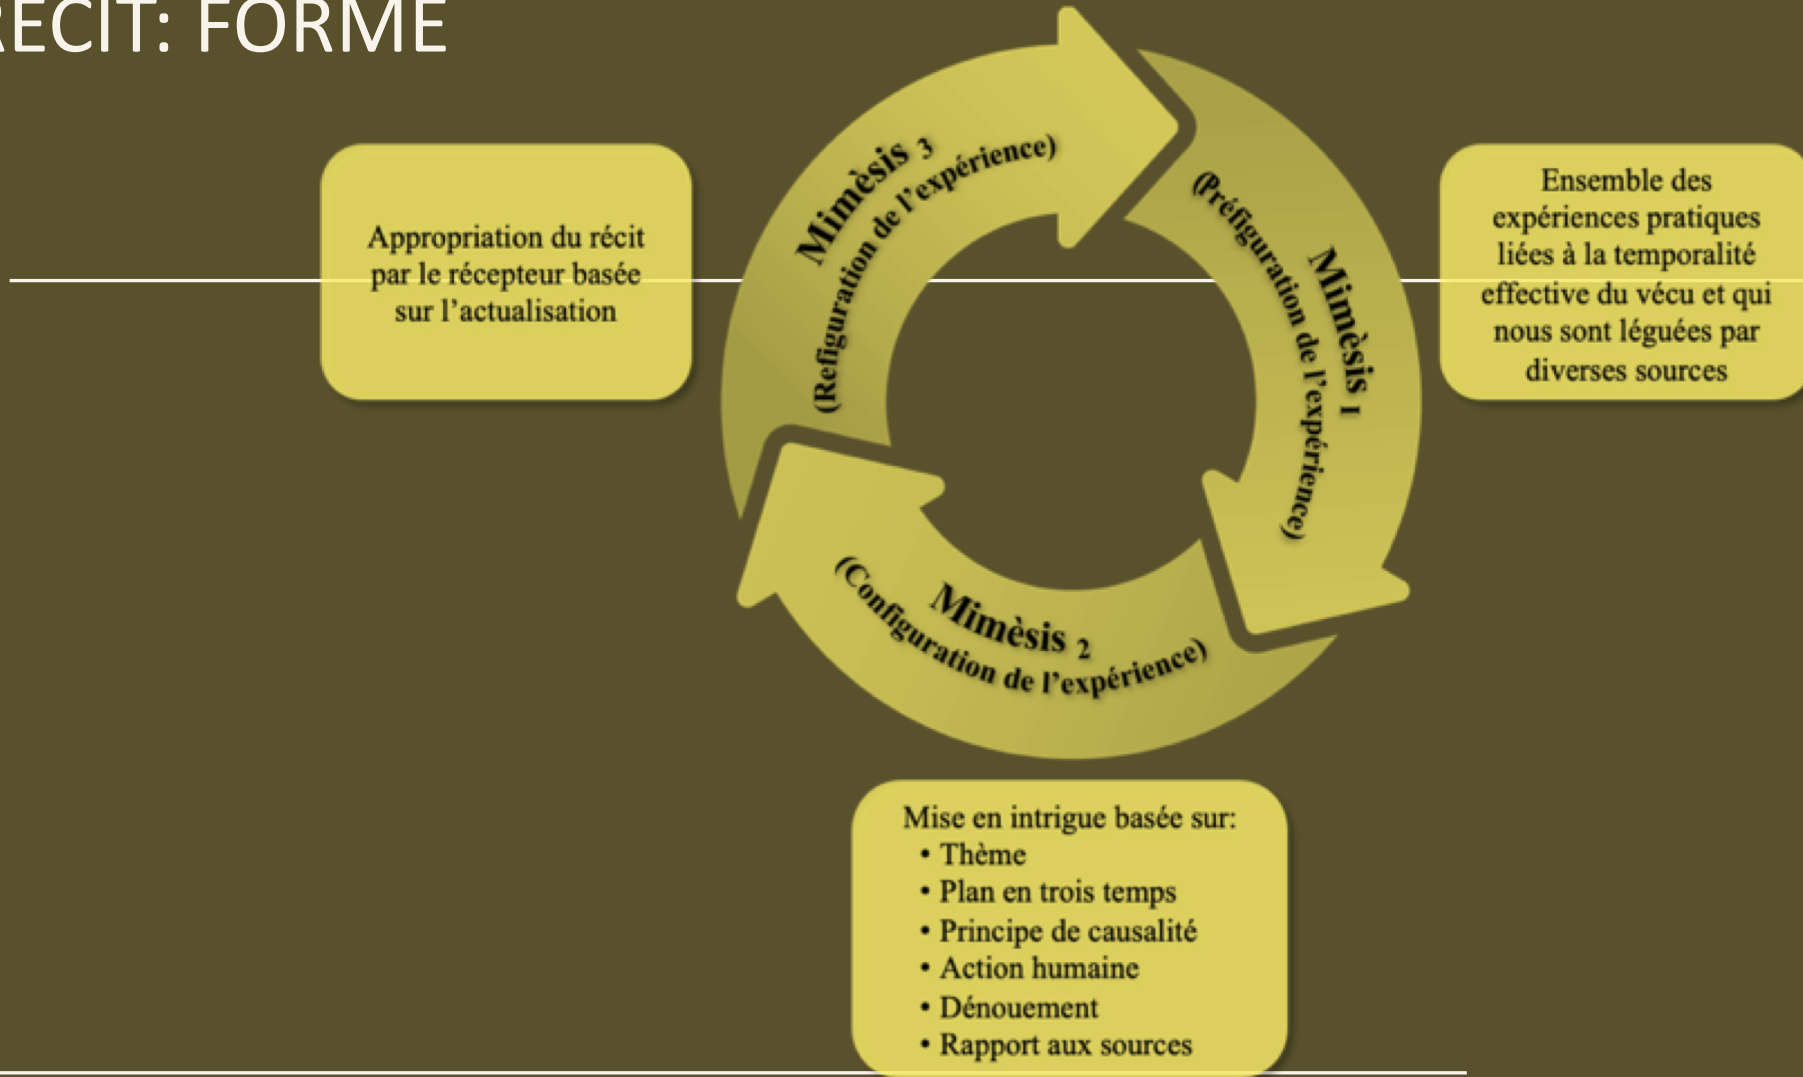 RÉCIT: FORME
Mimèsis 3
(Refiguration de l'expérience)
Appropriation du récit
par le récepteur basée
sur l'actualisation
Mimèsis 1
(Préfiguration de l'expérience)
Ensemble des
expériences pratiques
liées à la temporalité
effective du vécu et qui
nous sont léguées par
diverses sources
Mimèsis 2
(Configuration de l'expérience)
Mise en intrigue basée sur:
• Thème
• Plan en trois temps
• Principe de causalité
• Action humaine
• Dénouement
• Rapport aux sources